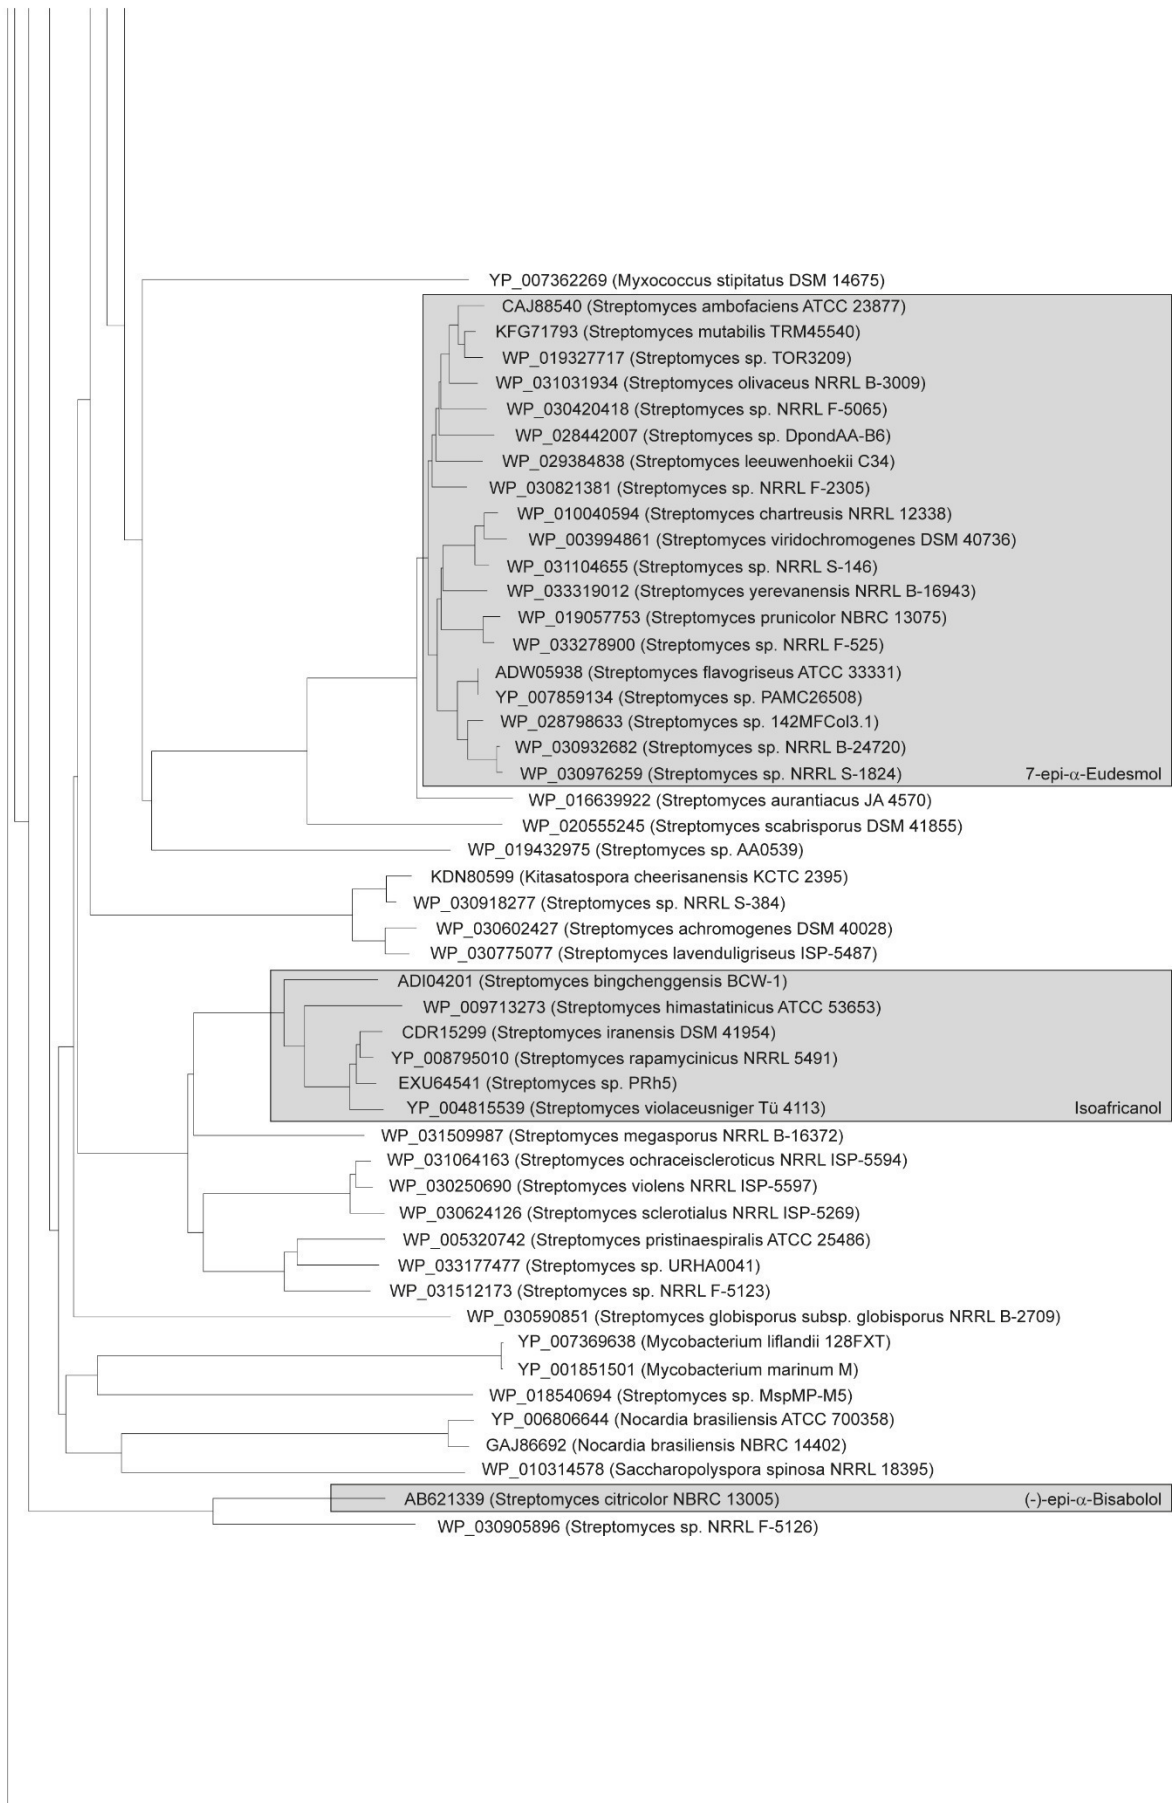 YP_007362269 (Myxococcus stipitatus DSM 14675)
CAJ88540 (Streptomyces ambofaciens ATCC 23877)
KFG71793 (Streptomyces mutabilis TRM45540)
WP_019327717 (Streptomyces sp. TOR3209)
WP_031031934 (Streptomyces olivaceus NRRL B-3009)
WP_030420418 (Streptomyces sp. NRRL F-5065)
WP_028442007 (Streptomyces sp. DpondAA-B6)
WP_029384838 (Streptomyces leeuwenhoekii C34)
WP_030821381 (Streptomyces sp. NRRL F-2305)
WP_010040594 (Streptomyces chartreusis NRRL 12338)
WP_003994861 (Streptomyces viridochromogenes DSM 40736)
WP_031104655 (Streptomyces sp. NRRL S-146)
WP_033319012 (Streptomyces yerevanensis NRRL B-16943)
WP_019057753 (Streptomyces prunicolor NBRC 13075)
WP_033278900 (Streptomyces sp. NRRL F-525)
ADW05938 (Streptomyces flavogriseus ATCC 33331)
YP_007859134 (Streptomyces sp. PAMC26508)
WP_028798633 (Streptomyces sp. 142MFCol3.1)
WP_030932682 (Streptomyces sp. NRRL B-24720)
WP_030976259 (Streptomyces sp. NRRL S-1824) 7-epi-α-Eudesmol
WP_016639922 (Streptomyces aurantiacus JA 4570)
WP_020555245 (Streptomyces scabrisporus DSM 41855)
WP_019432975 (Streptomyces sp. AA0539)
KDN80599 (Kitasatospora cheerisanensis KCTC 2395)
WP_030918277 (Streptomyces sp. NRRL S-384)
WP_030602427 (Streptomyces achromogenes DSM 40028)
WP_030775077 (Streptomyces lavenduligriseus ISP-5487)
ADI04201 (Streptomyces bingchenggensis BCW-1)
WP_009713273 (Streptomyces himastatinicus ATCC 53653)
CDR15299 (Streptomyces iranensis DSM 41954)
YP_008795010 (Streptomyces rapamycinicus NRRL 5491)
EXU64541 (Streptomyces sp. PRh5)
YP_004815539 (Streptomyces violaceusniger Tü 4113) Isoafricanol
WP_031509987 (Streptomyces megasporus NRRL B-16372)
WP_031064163 (Streptomyces ochraceiscleroticus NRRL ISP-5594)
WP_030250690 (Streptomyces violens NRRL ISP-5597)
WP_030624126 (Streptomyces sclerotialus NRRL ISP-5269)
WP_005320742 (Streptomyces pristinaespiralis ATCC 25486)
WP_033177477 (Streptomyces sp. URHA0041)
WP_031512173 (Streptomyces sp. NRRL F-5123)
WP_030590851 (Streptomyces globisporus subsp. globisporus NRRL B-2709)
YP_007369638 (Mycobacterium liflandii 128FXT)
YP_001851501 (Mycobacterium marinum M)
WP_018540694 (Streptomyces sp. MspMP-M5)
YP_006806644 (Nocardia brasiliensis ATCC 700358)
GAJ86692 (Nocardia brasiliensis NBRC 14402)
WP_010314578 (Saccharopolyspora spinosa NRRL 18395)
AB621339 (Streptomyces citricolor NBRC 13005) (-)-epi-α-Bisabolol
WP_030905896 (Streptomyces sp. NRRL F-5126)